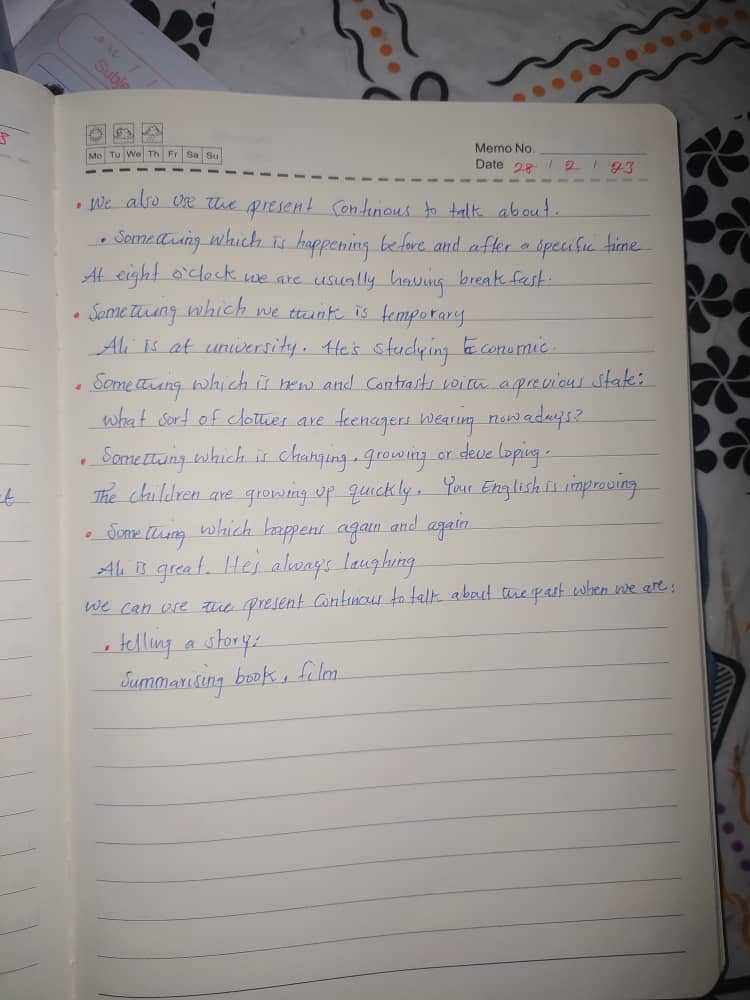 Subje
Mo Tu We Th Fr Sa Su
Memo No.
Date 28 / 2 / 23
• We also use the present Continous to talk about.
• Something which is happening before and after a specific time
At eight o'clock we are usually having breakfast.
• Something which we think is temporary
Ali is at university. He's studying Economic.
• Something which is new and Contrasts with a previous state:
what sort of clothes are teenagers wearing nowadays?
• Something which is changing, growing or developing.
The children are growing up quickly. Your English is improving
• Something which happens again and again
Ali is great. He's always laughing
we can use the present Continous to talk about the past when we are:
• telling a story:
Summarising book, film